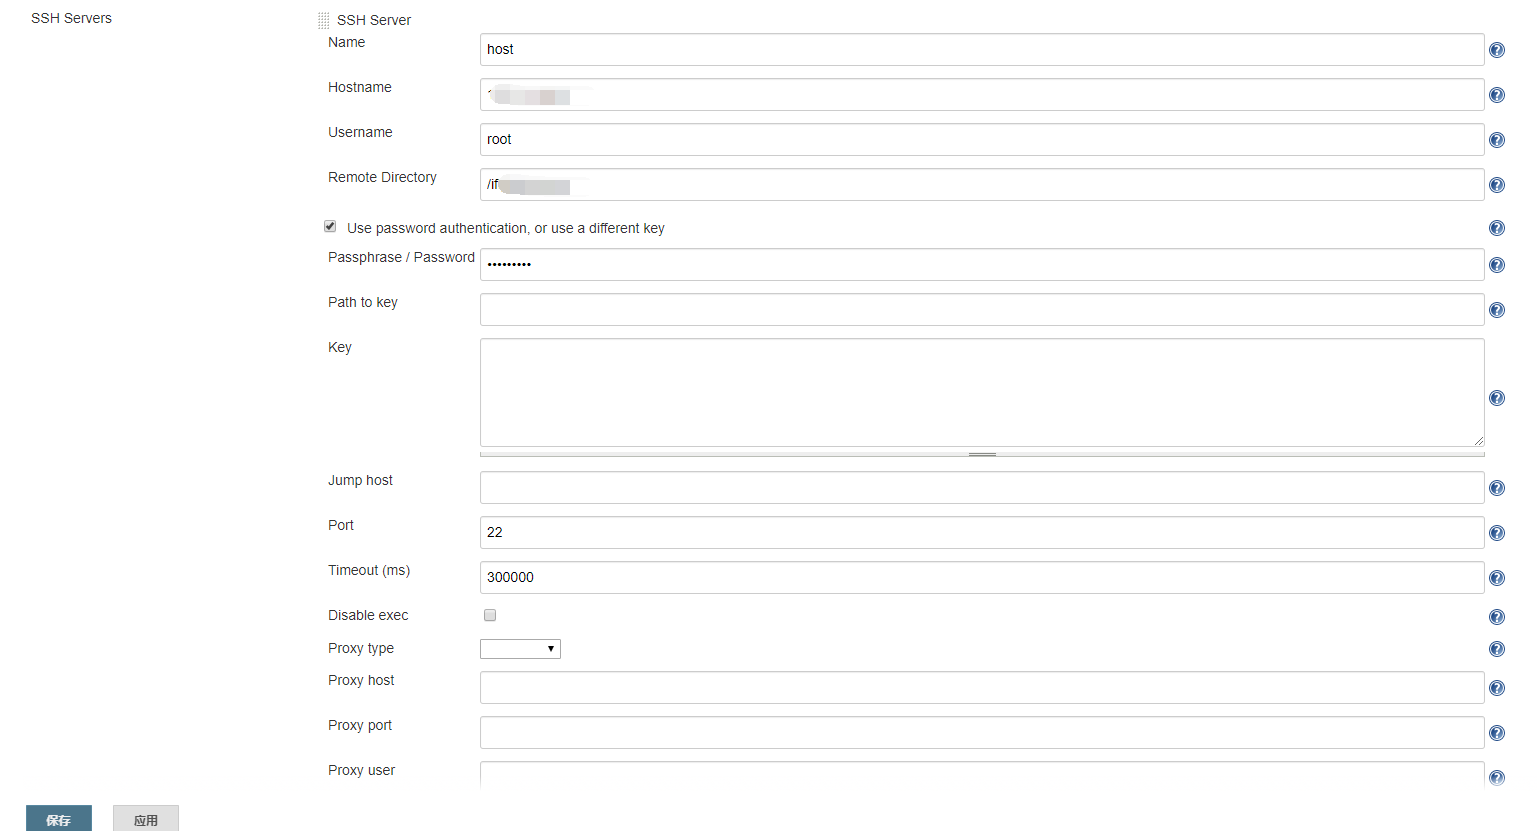 SSH Servers
SSH Server
Name
host
Hostname
Username
root
Remote Directory
/if
Use password authentication, or use a different key
Passphrase / Password
•••••••••
Path to key
Key
Jump host
Port
22
Timeout (ms)
300000
Disable exec
Proxy type
Proxy host
Proxy port
Proxy user
保存
应用